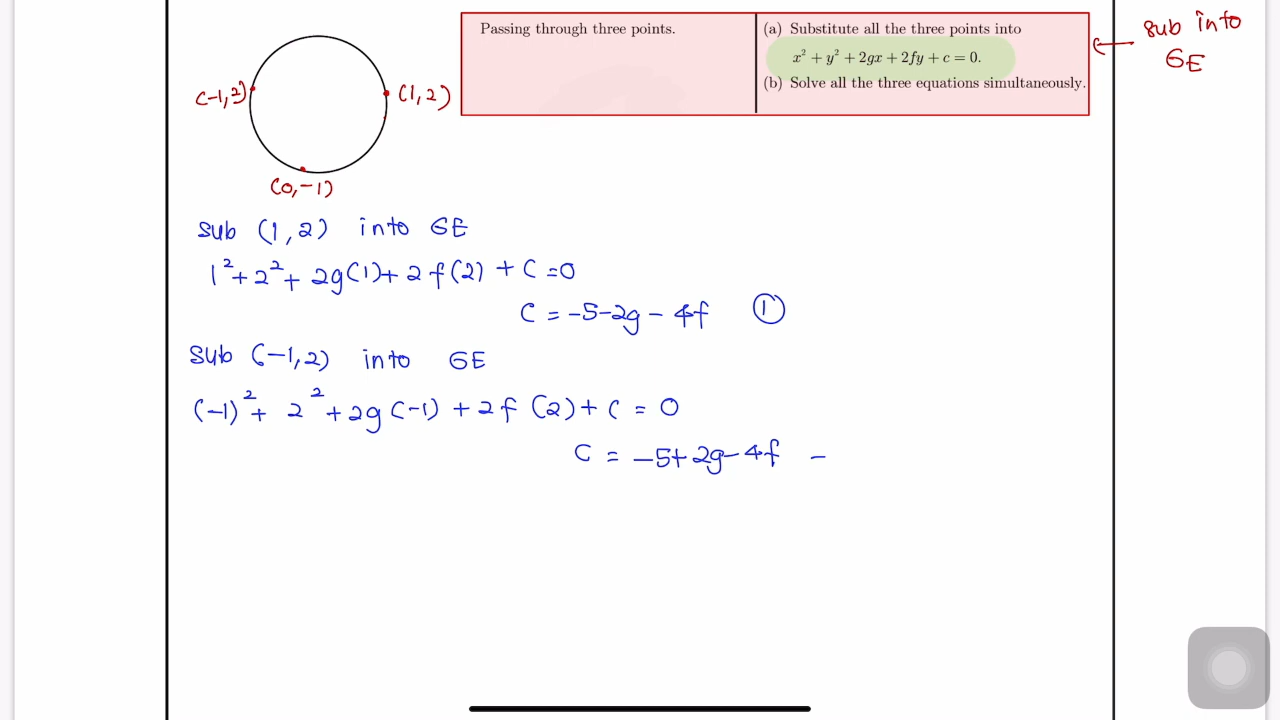 Passing through three points.
(a) Substitute all the three points into
x² + y² + 2gx + 2fy + c = 0.
(b) Solve all the three equations simultaneously.
sub into
GE
(-1, 2)
(1, 2)
(0, -1)
sub (1, 2) into GE
1² + 2² + 2g(1) + 2f(2) + C = 0
C = -5 - 2g - 4f ①
sub (-1, 2) into GE
(-1)² + 2² + 2g(-1) + 2f(2) + C = 0
C = -5 + 2g - 4f -